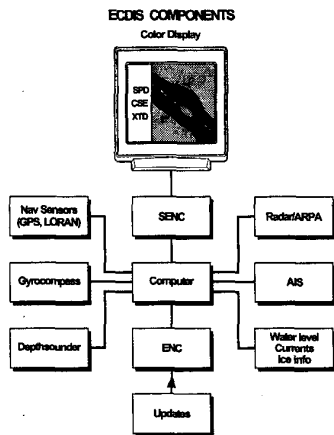 ECDIS COMPONENTS
Color Display
SPD
CSE
XTD
Nav Sensors
(GPS, LORAN)
SENC
Radar/ARPA
Gyrocompass
Computer
AIS
Depthsounder
ENC
Water level
Currents
Ice Info
Updates